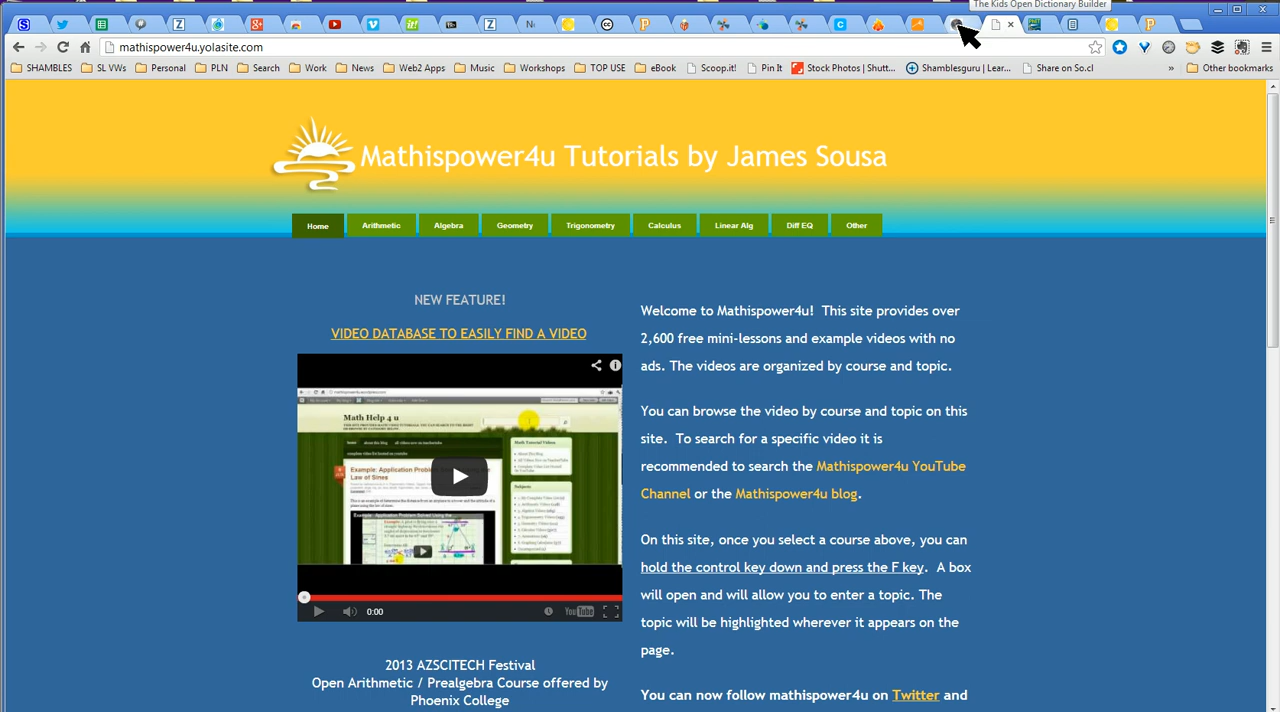 The Kids Open Dictionary Builder
mathispower4u.yolasite.com
SHAMBLES SL VWs Personal PLN Search Work News Web2 Apps Music Workshops TOP USE eBook Scoop.it! Pin It Stock Photos | Shutt... Shamblesguru | Lear... Share on So.cl » Other bookmarks
Mathispower4u Tutorials by James Sousa
Home Arithmetic Algebra Geometry Trigonometry Calculus Linear Alg Diff EQ Other
NEW FEATURE!
VIDEO DATABASE TO EASILY FIND A VIDEO
Math Help 4 u
Example: Application Problem
Law of Sines
0:00
YouTube
2013 AZSCITECH Festival
Open Arithmetic / Prealgebra Course offered by
Phoenix College
Welcome to Mathispower4u! This site provides over
2,600 free mini-lessons and example videos with no
ads. The videos are organized by course and topic.
You can browse the video by course and topic on this
site. To search for a specific video it is
recommended to search the Mathispower4u YouTube
Channel or the Mathispower4u blog.
On this site, once you select a course above, you can
hold the control key down and press the F key. A box
will open and will allow you to enter a topic. The
topic will be highlighted wherever it appears on the
page.
You can now follow mathispower4u on Twitter and